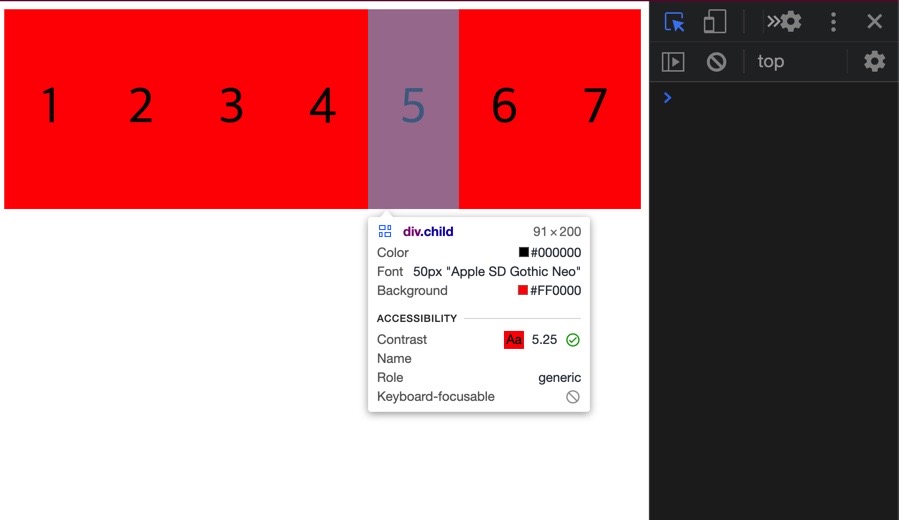 1 2 3 4 5 6 7
top
div.child 91 × 200
Color #000000
Font 50px "Apple SD Gothic Neo"
Background #FF0000
ACCESSIBILITY
Contrast Aa 5.25
Name
Role generic
Keyboard-focusable